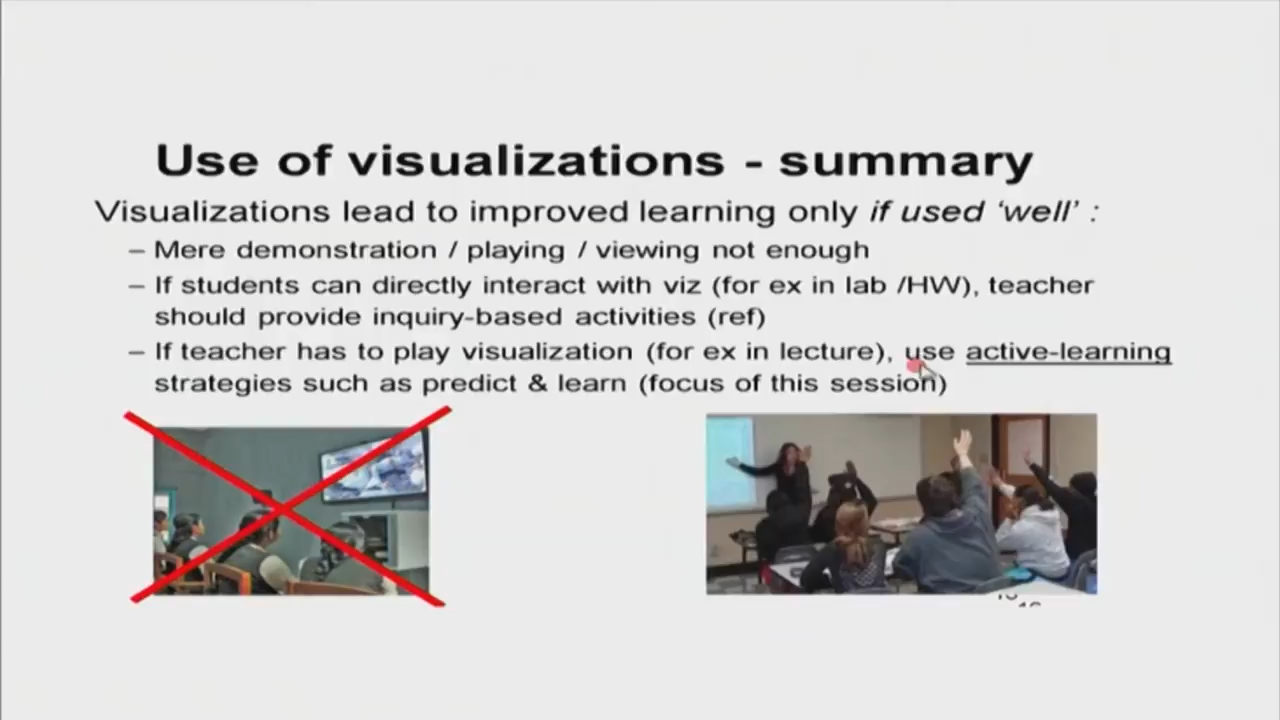 Use of visualizations - summary
Visualizations lead to improved learning only if used ‘well’ :
– Mere demonstration / playing / viewing not enough
– If students can directly interact with viz (for ex in lab /HW), teacher
should provide inquiry-based activities (ref)
– If teacher has to play visualization (for ex in lecture), use active-learning
strategies such as predict & learn (focus of this session)